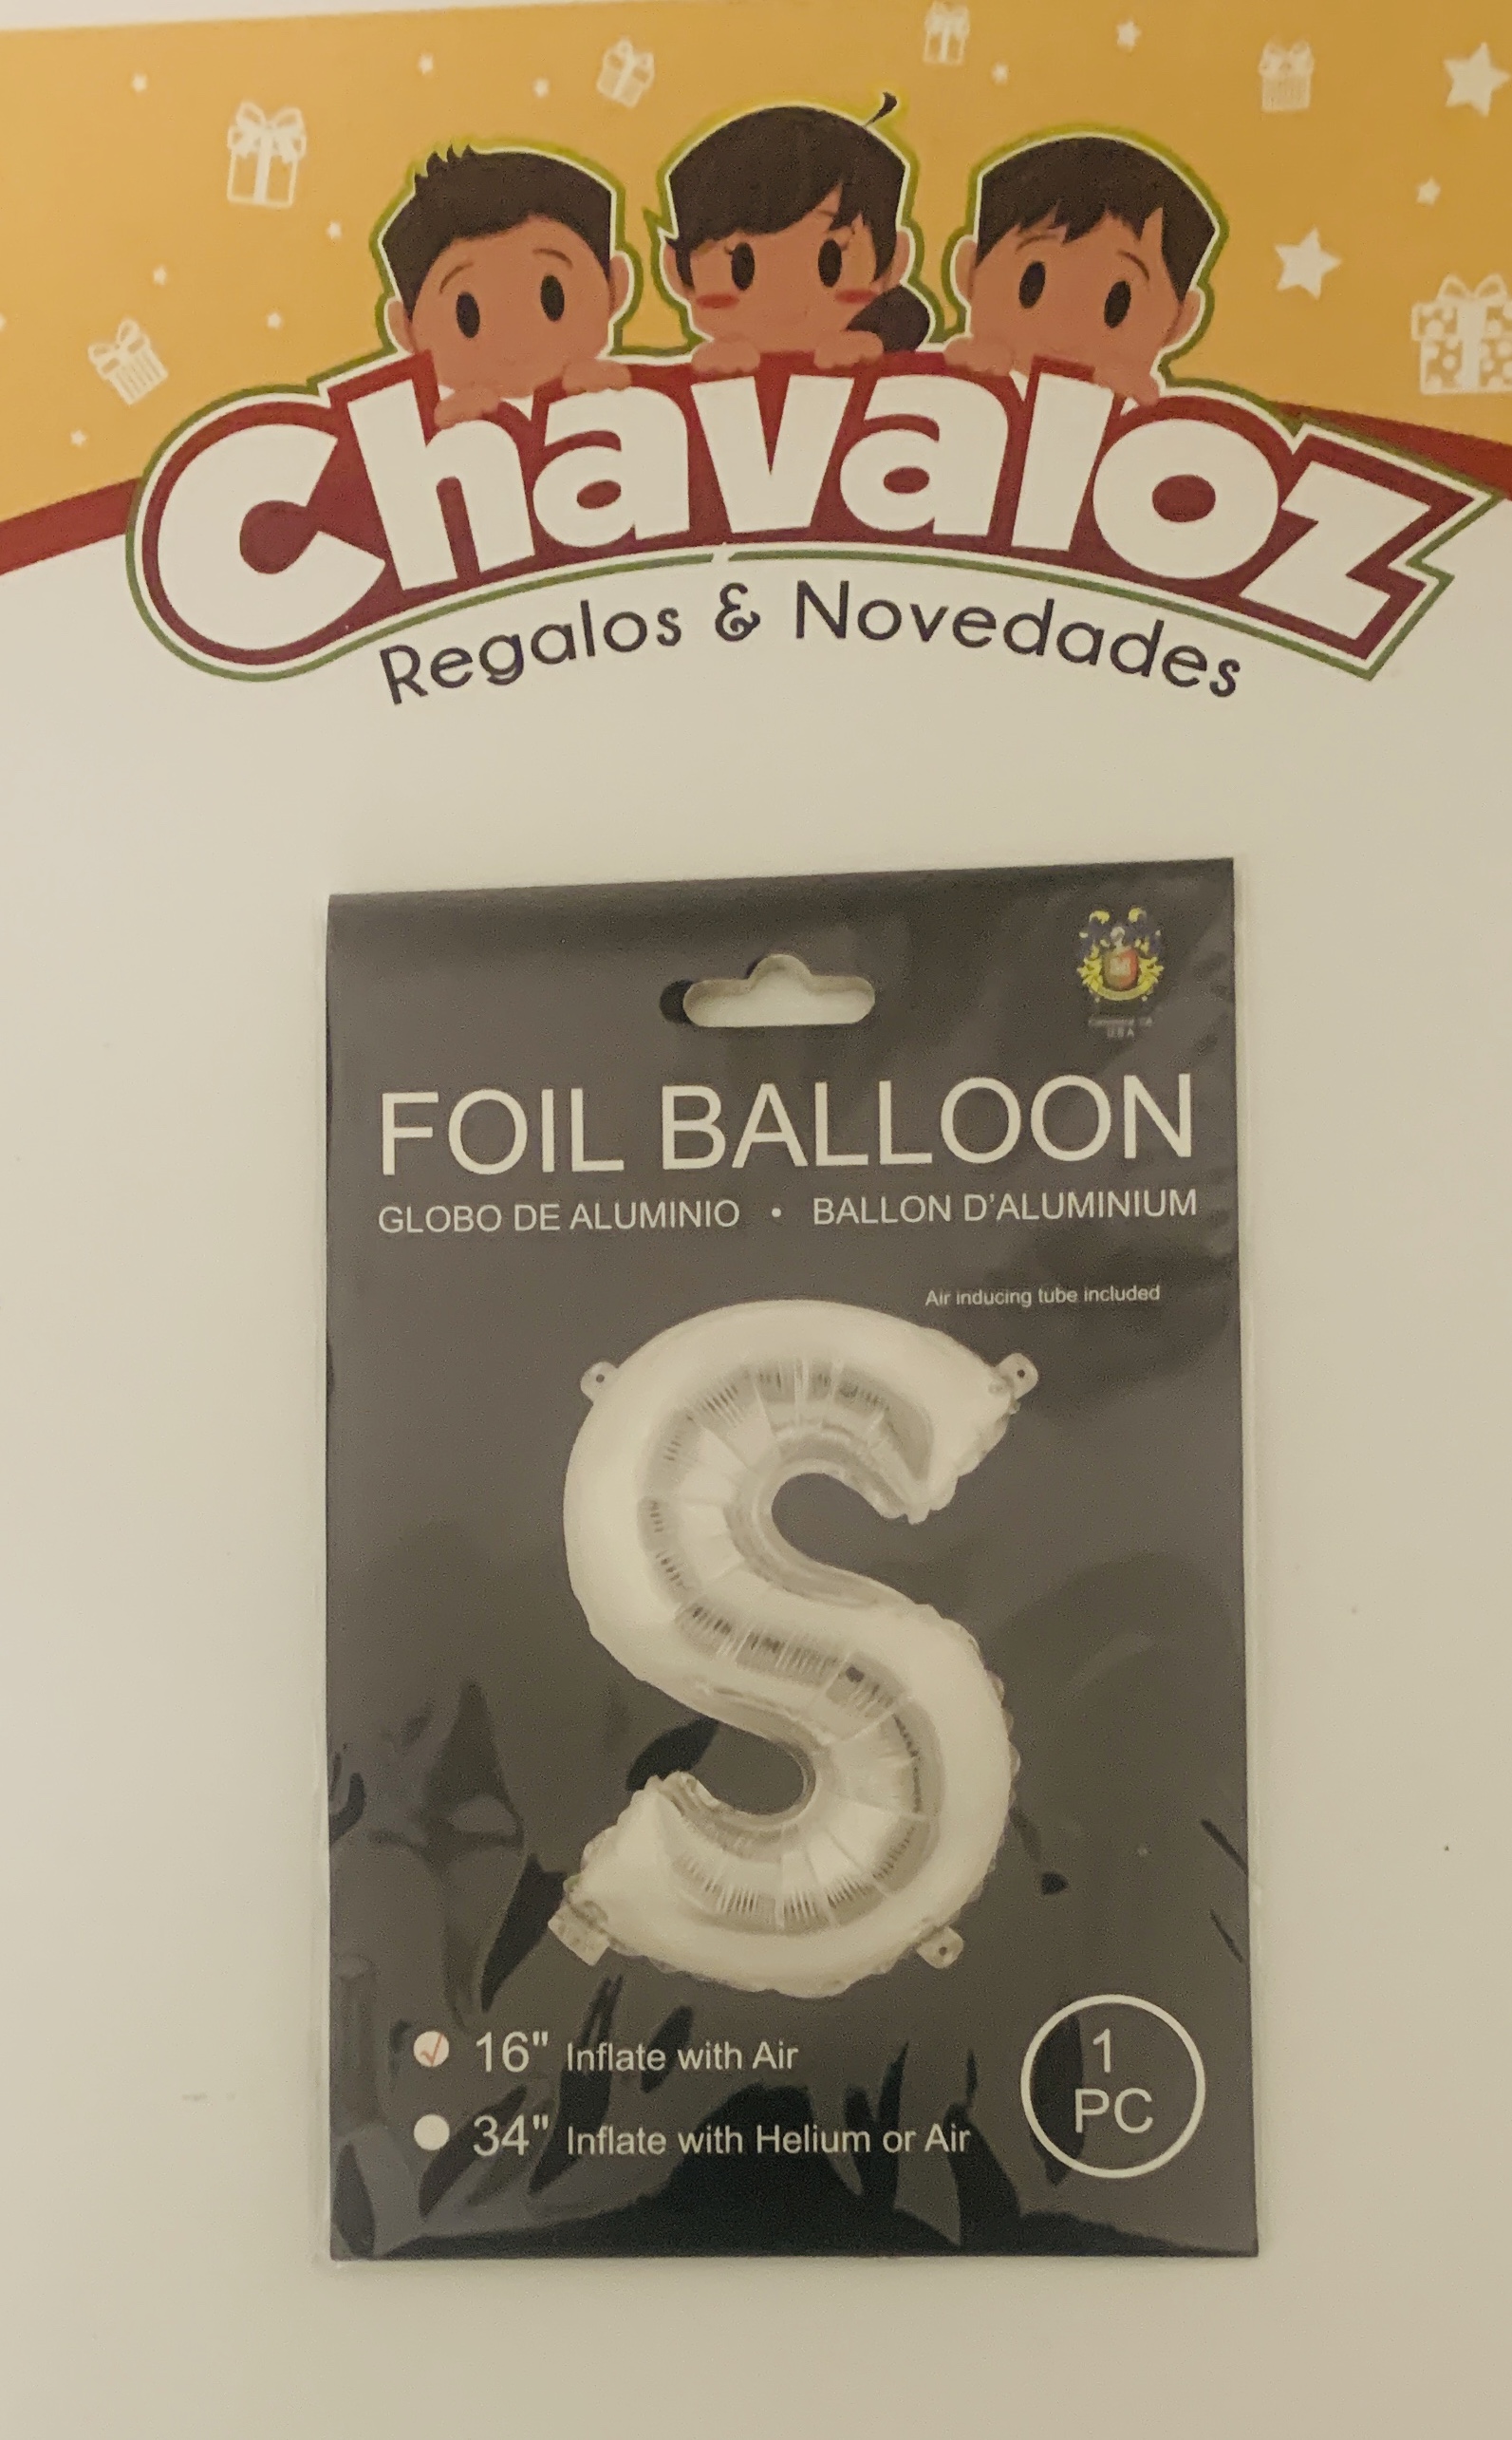 Chavaloz
Regalos & Novedades
U.S.A
FOIL BALLOON
GLOBO DE ALUMINIO • BALLON D'ALUMINIUM
Air inducing tube included
16" Inflate with Air
34" Inflate with Helium or Air
1
PC